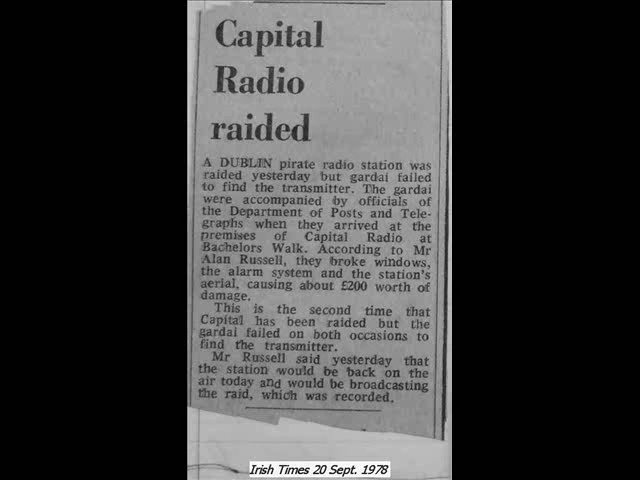 Capital
Radio
raided
A DUBLIN pirate radio station was
raided yesterday but gardai failed
to find the transmitter. The gardai
were accompanied by officials of
the Department of Posts and Tele-
graphs when they arrived at the
premises of Capital Radio at
Bachelors Walk. According to Mr
Alan Russell, they broke windows,
the alarm system and the station's
aerial, causing about £200 worth of
damage.
This is the second time that
Capital has been raided but the
gardai failed on both occasions to
find the transmitter.
Mr Russell said yesterday that
the station would be back on the
air today and would be broadcasting
the raid, which was recorded.
Irish Times 20 Sept. 1978